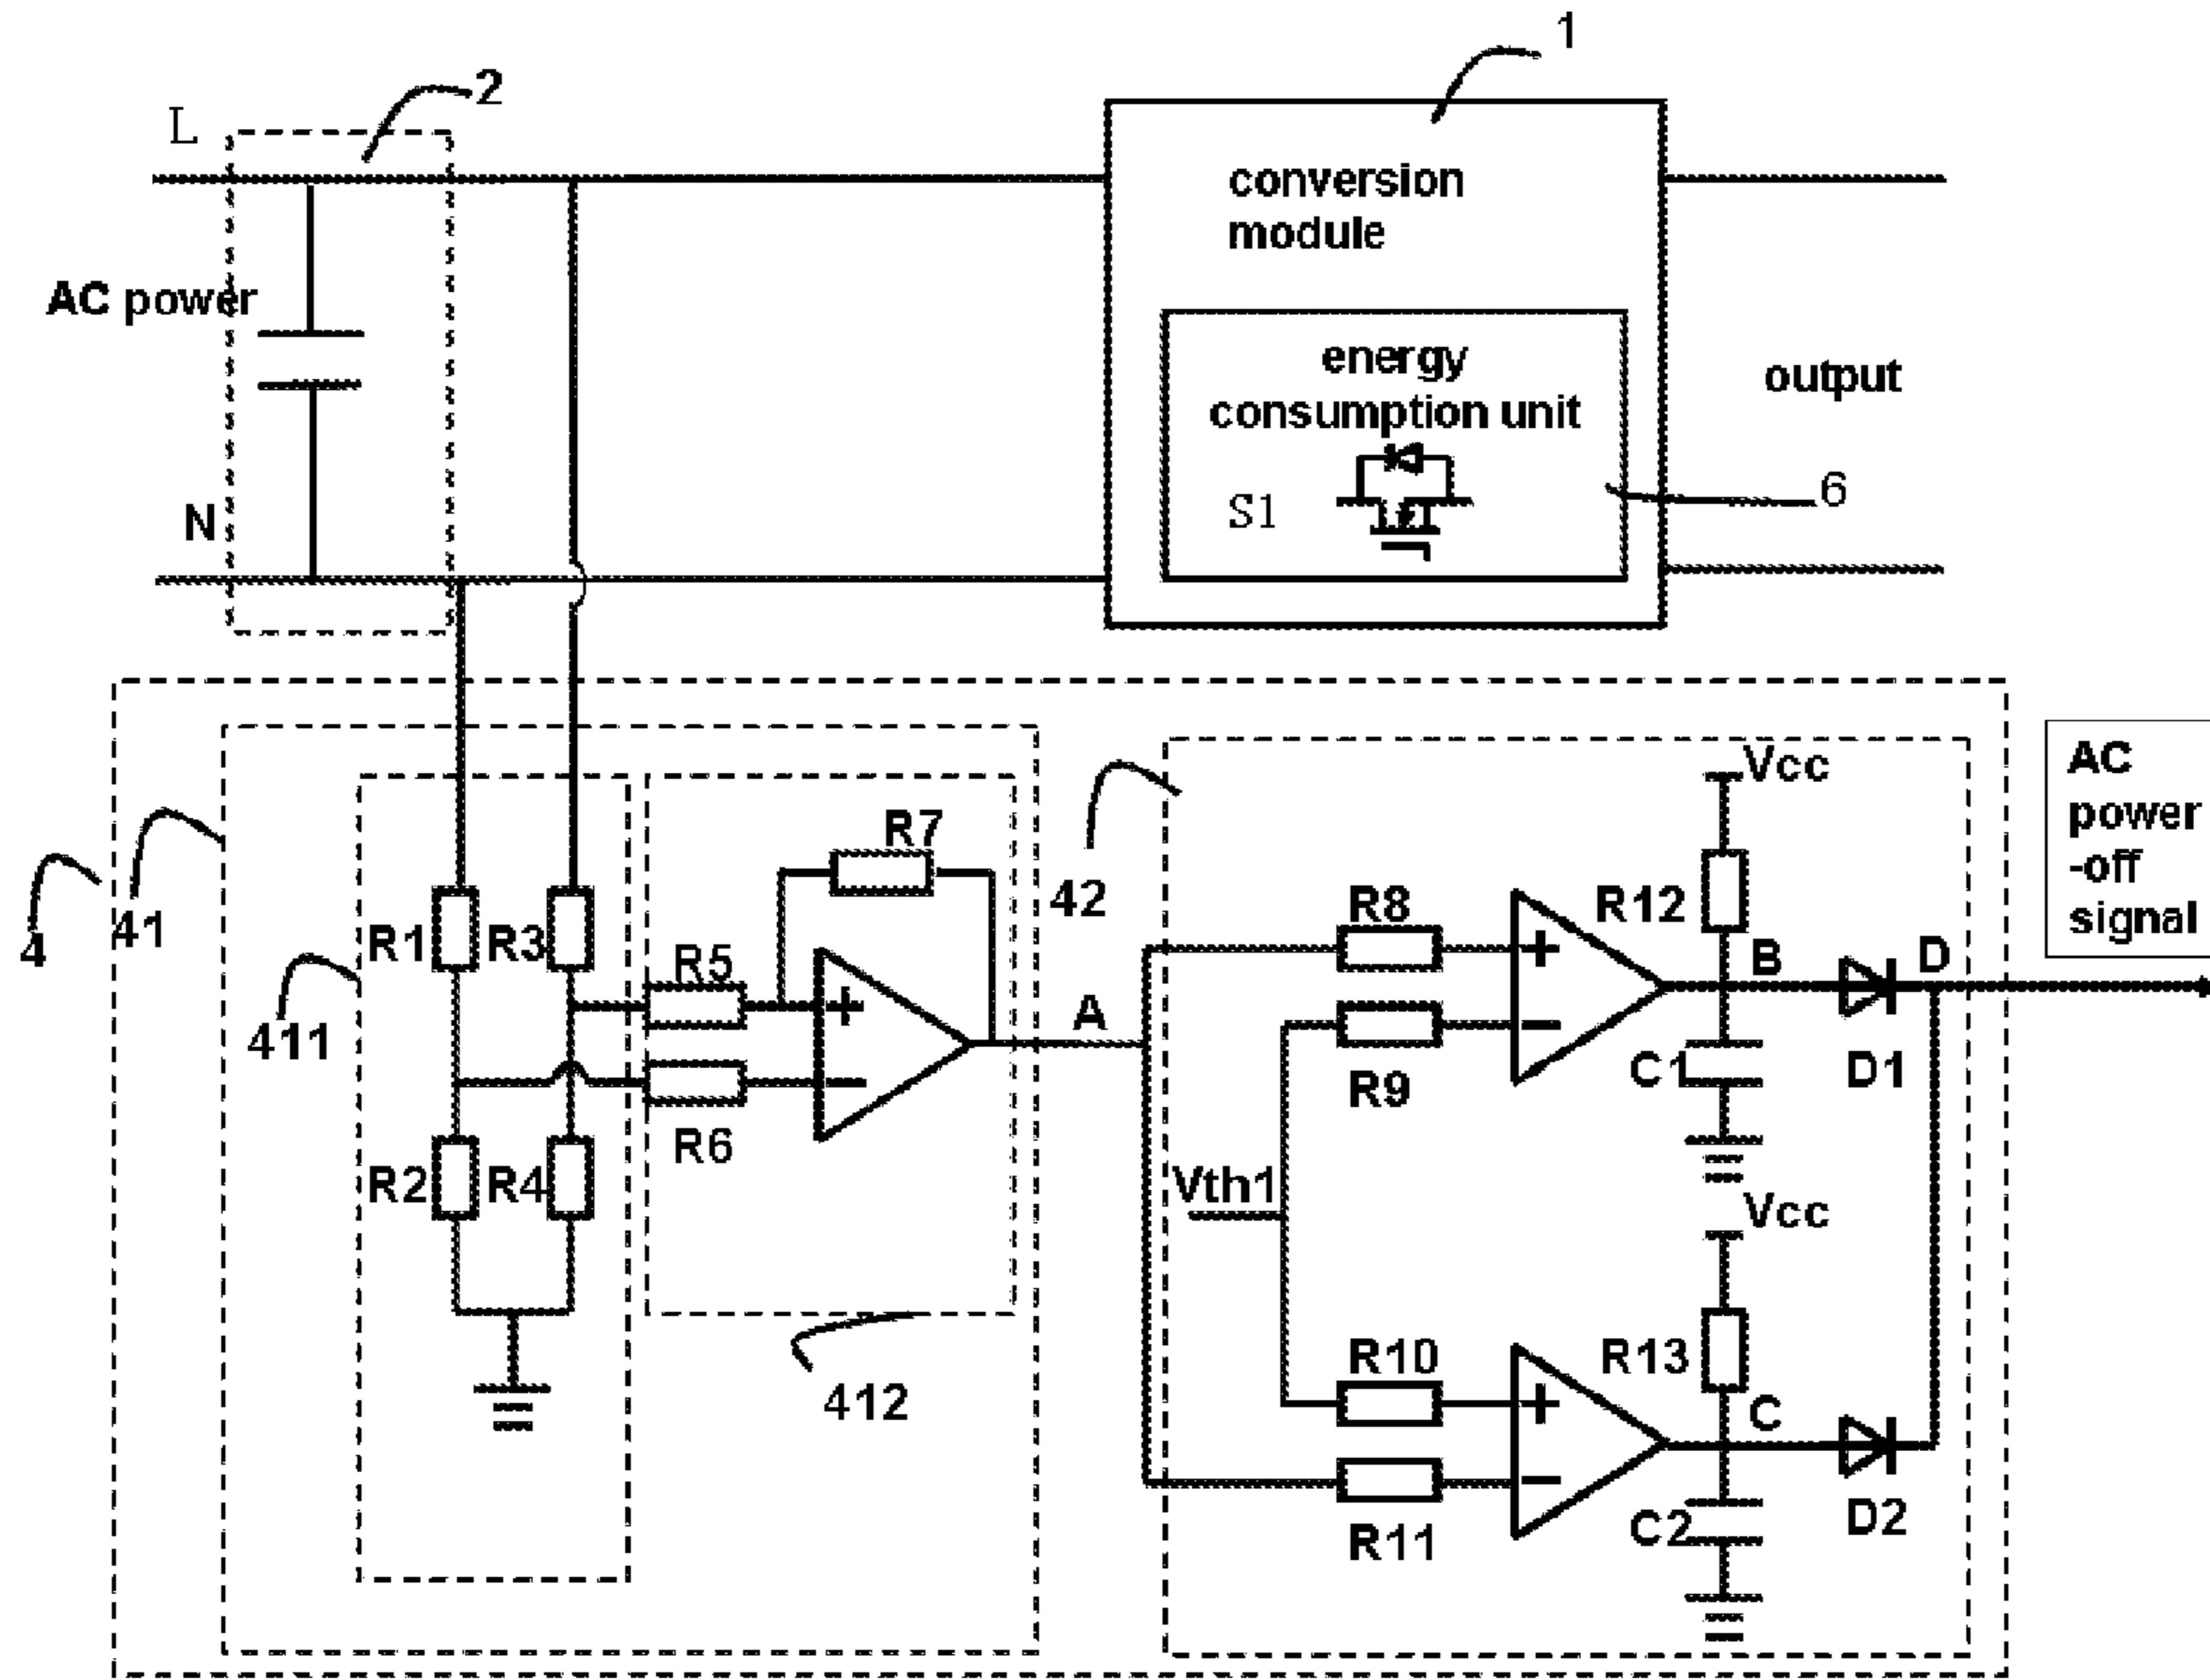 1
2
L
conversion
module
AC power
energy
consumption unit
output
S1
6
N
AC
power
-off
signal
Vcc
R7
42
R8
R12
41
4
R1
R3
R5
A
B
D
411
R9
C1
D1
R6
R2
R4
Vth1
Vcc
R10
R13
412
C
R11
C2
D2
+
−
+
−
+
−